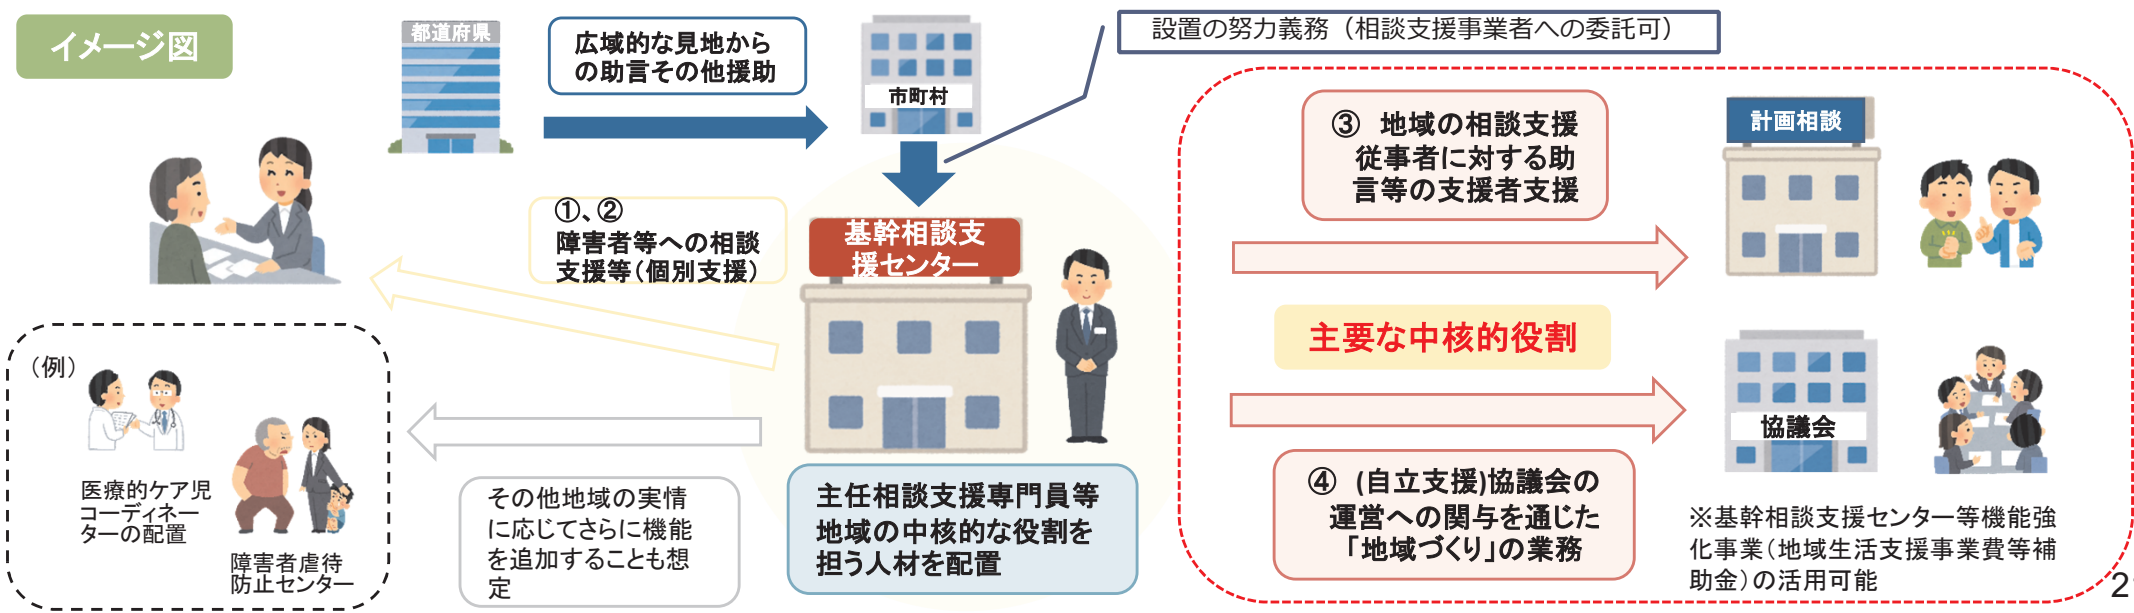 イメージ図
都道府県
広域的な見地から
の助言その他援助
市町村
設置の努力義務（相談支援事業者への委託可）
①、②
障害者等への相談
支援等（個別支援）
基幹相談支
援センター
③ 地域の相談支援
従事者に対する助
言等の支援者支援
計画相談
主要な中核的役割
協議会
④ (自立支援)協議会の
運営への関与を通じた
「地域づくり」の業務
※基幹相談支援センター等機能強
化事業（地域生活支援事業費等補
助金）の活用可能
（例）
医療的ケア児
コーディネー
ターの配置
障害者虐待
防止センター
その他地域の実情
に応じてさらに機能
を追加することも想
定
主任相談支援専門員等
地域の中核的な役割を
担う人材を配置